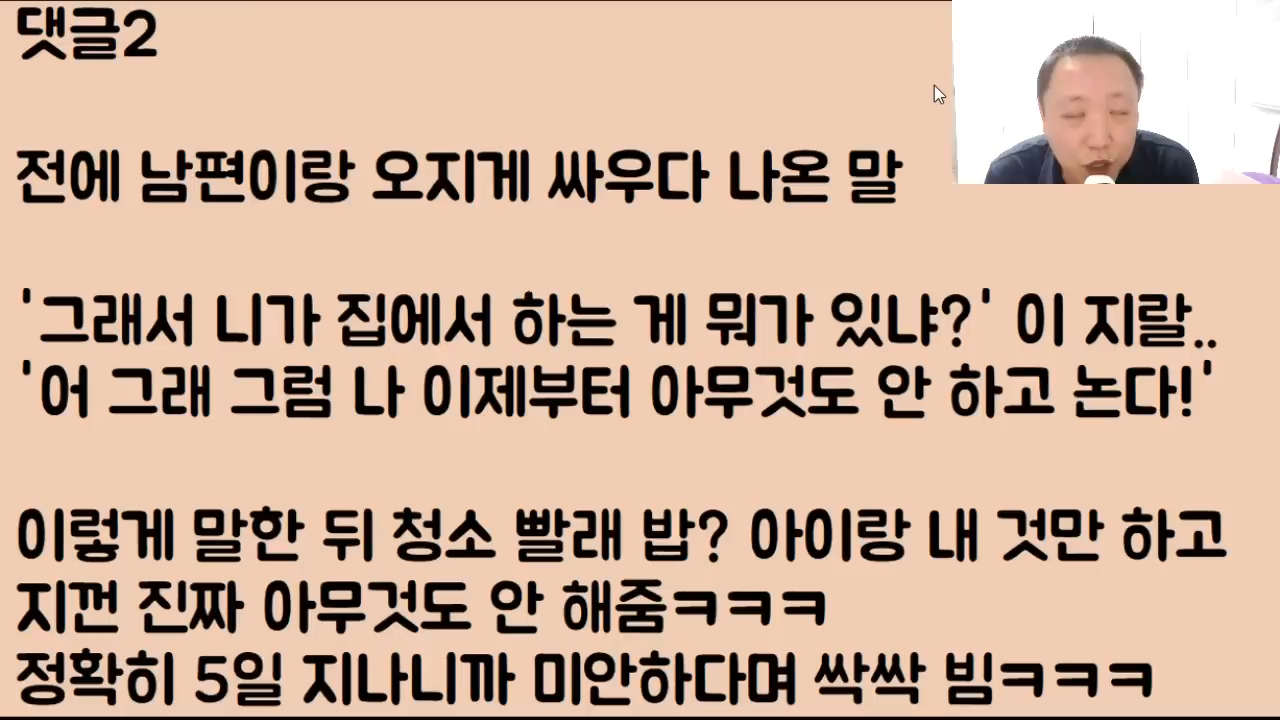 댓글2
전에 남편이랑 오지게 싸우다 나온 말
'그래서 니가 집에서 하는 게 뭐가 있냐?' 이 지랄..
'어 그래 그럼 나 이제부터 아무것도 안 하고 논다!'
이렇게 말한 뒤 청소 빨래 밥? 아이랑 내 것만 하고
지껀 진짜 아무것도 안 해줌ㅋㅋㅋ
정확히 5일 지나니까 미안하다며 싹싹 빔ㅋㅋㅋ